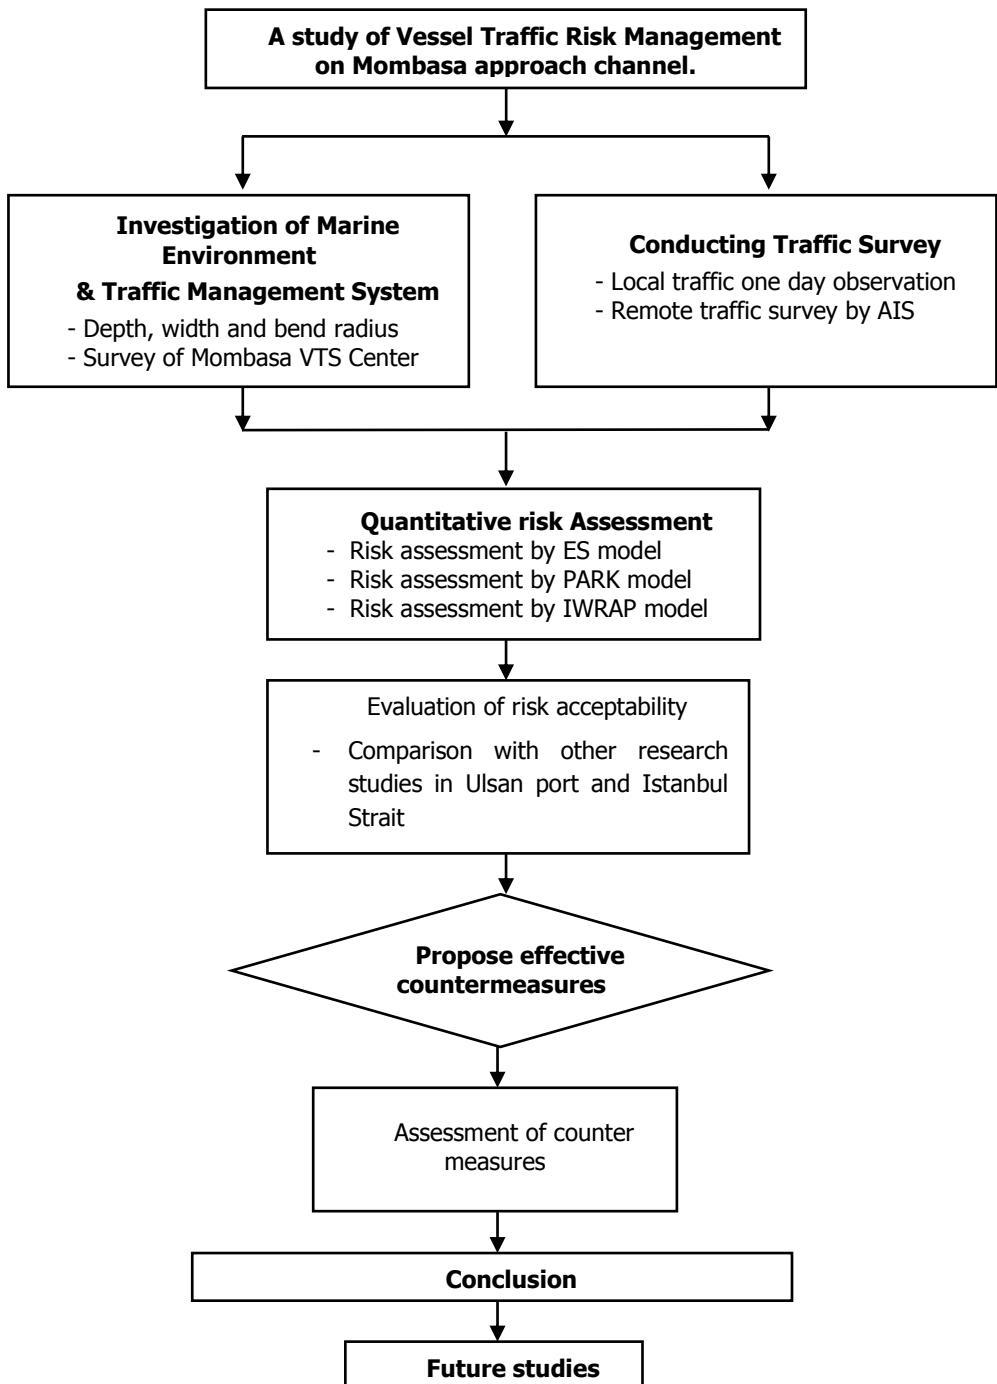 A study of Vessel Traffic Risk Management
on Mombasa approach channel.
Investigation of Marine
Environment
& Traffic Management System
- Depth, width and bend radius
- Survey of Mombasa VTS Center
Conducting Traffic Survey
- Local traffic one day observation
- Remote traffic survey by AIS
Quantitative risk Assessment
- Risk assessment by ES model
- Risk assessment by PARK model
- Risk assessment by IWRAP model
Evaluation of risk acceptability
- Comparison with other research
studies in Ulsan port and Istanbul
Strait
Propose effective
countermeasures
Assessment of counter
measures
Conclusion
Future studies